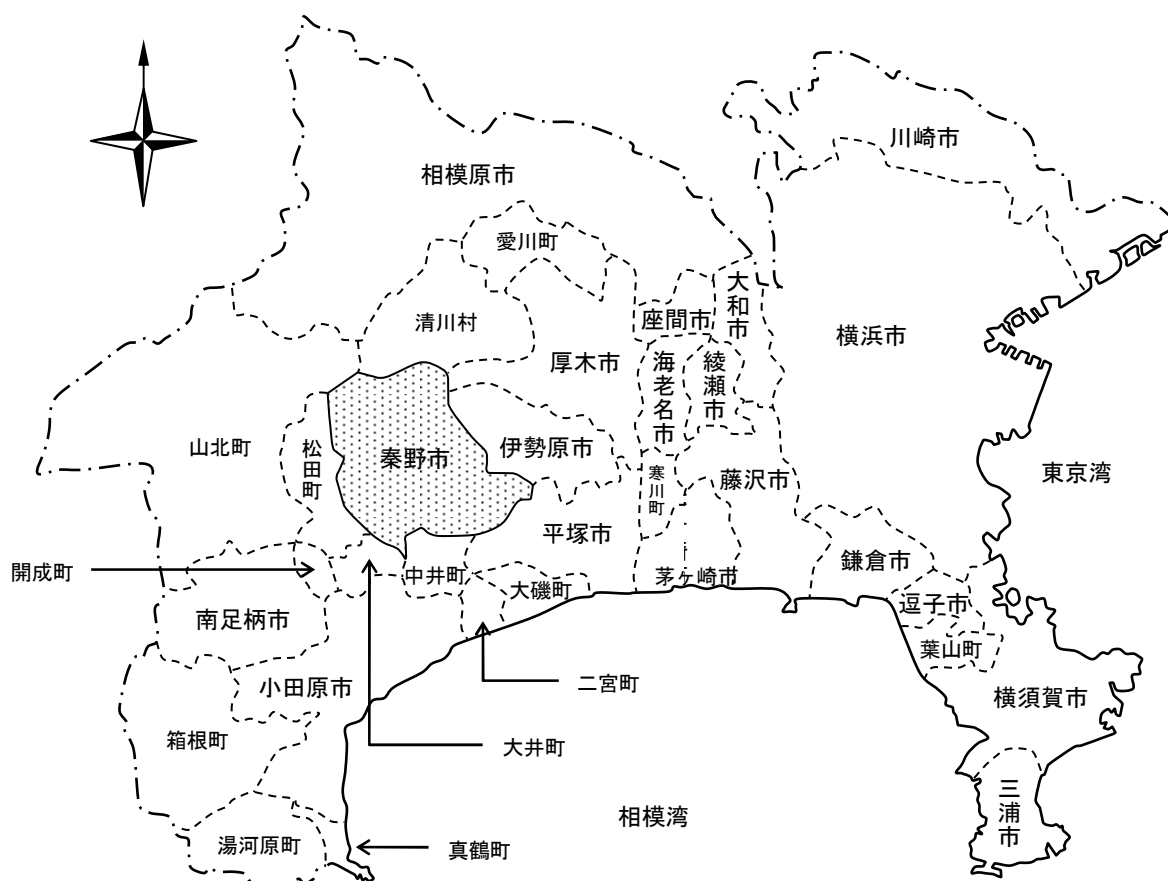 川崎市
相模原市
愛川町
大和市
清川村
座間市
横浜市
厚木市
海老名市
綾瀬市
山北町
松田町
秦野市
伊勢原市
寒川町
藤沢市
東京湾
平塚市
開成町
中井町
大磯町
茅ヶ崎市
鎌倉市
逗子市
南足柄市
葉山町
小田原市
二宮町
横須賀市
箱根町
大井町
三浦市
相模湾
湯河原町
真鶴町